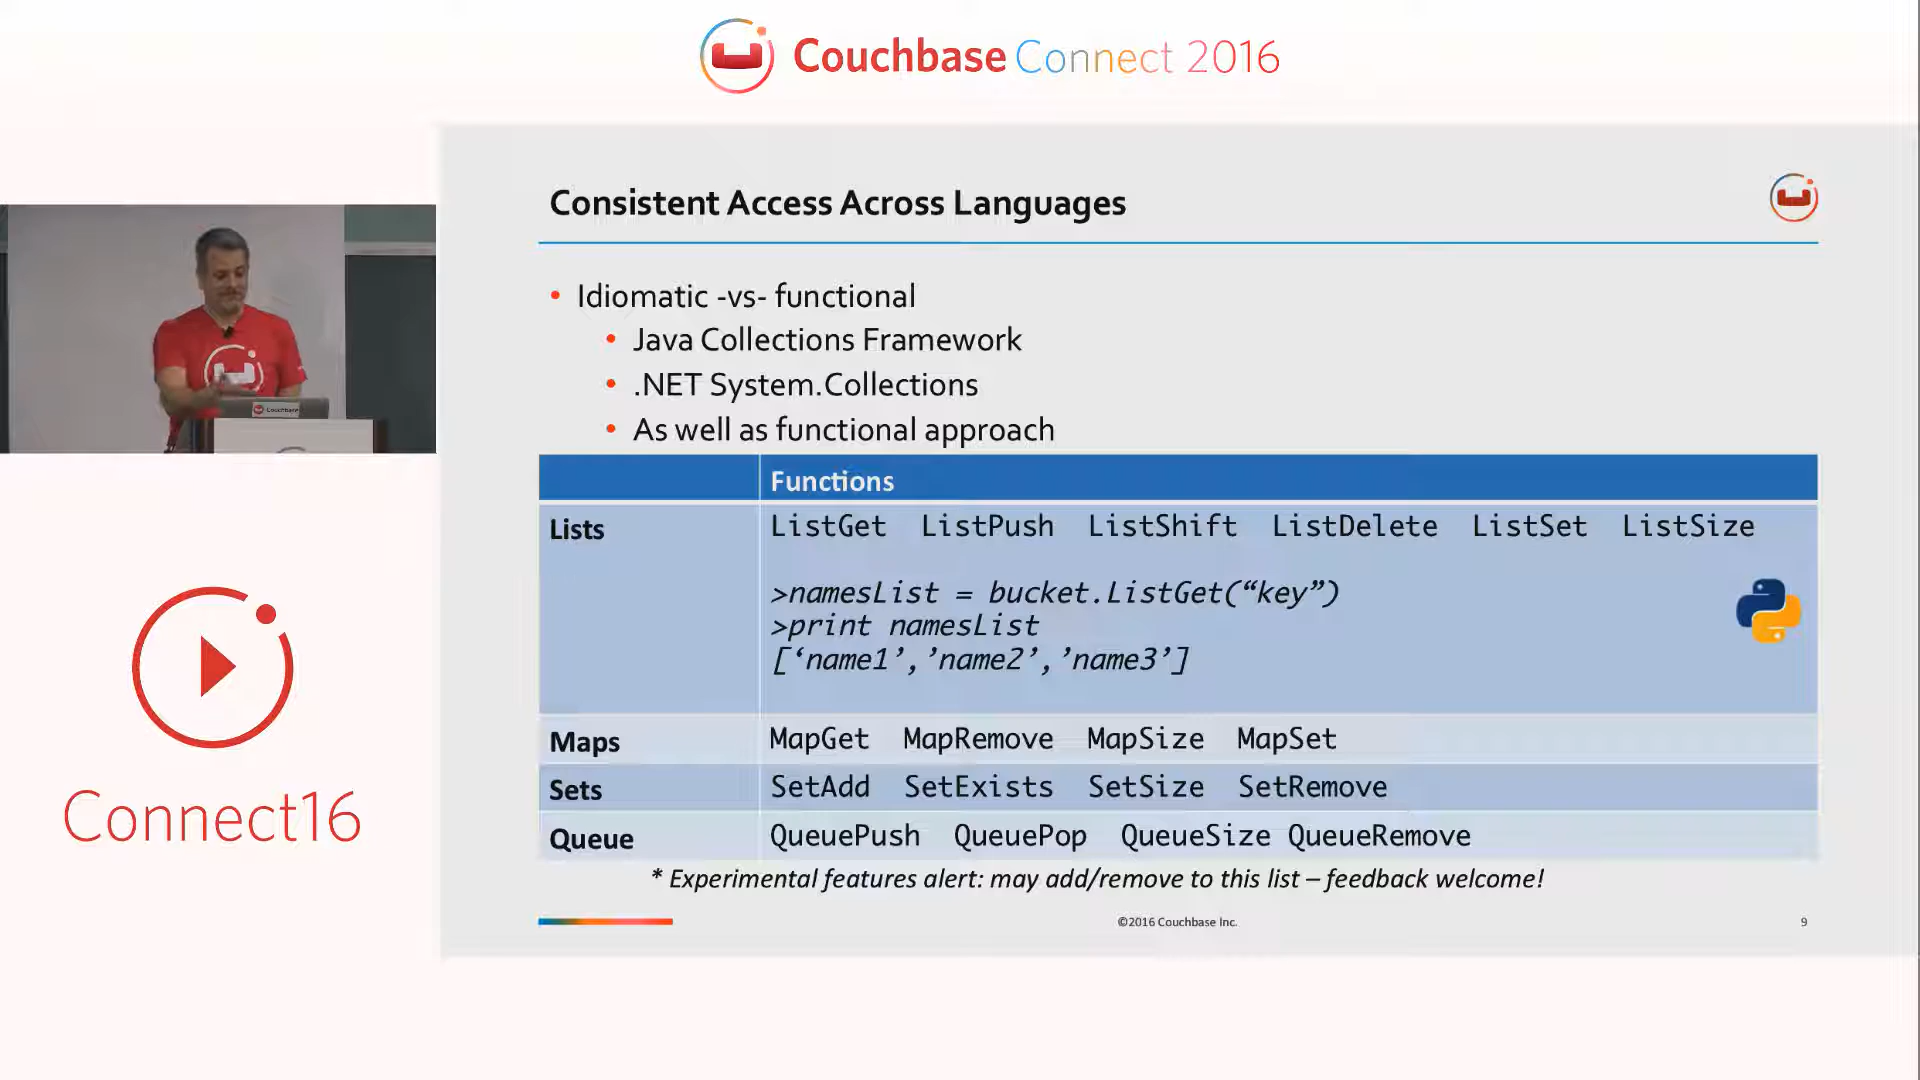 Couchbase Connect 2016
Consistent Access Across Languages
• Idiomatic -vs- functional
• Java Collections Framework
• .NET System.Collections
• As well as functional approach
Functions
Lists
ListGet ListPush ListShift ListDelete ListSet ListSize
>namesList = bucket.ListGet(“key”)
>print namesList
[‘name1’,’name2’,’name3’]
Maps
MapGet MapRemove MapSize MapSet
Sets
SetAdd SetExists SetSize SetRemove
Queue
QueuePush QueuePop QueueSize QueueRemove
* Experimental features alert: may add/remove to this list – feedback welcome!
©2016 Couchbase Inc.
9
Couchbase
Connect16